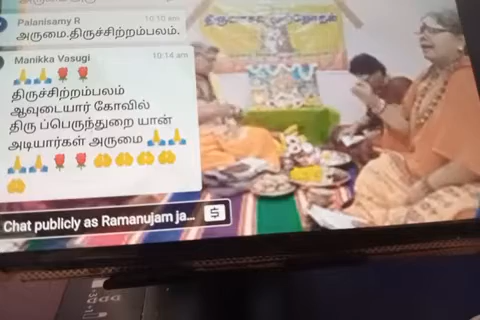 Palanisamy R 10:10 am
அருமை.திருச்சிற்றம்பலம்.
Manikka Vasugi 10:14 am
🙏🙏🌹🌹
திருச்சிற்றம்பலம்
ஆவுடையார் கோவில்
திரு ப்பெருந்துறை யான்
அடியார்கள் அருமை 🙏🙏
🙏🙏🌹🌹🤲🤲🤲
🤲
Chat publicly as Ramanujam ja...
$